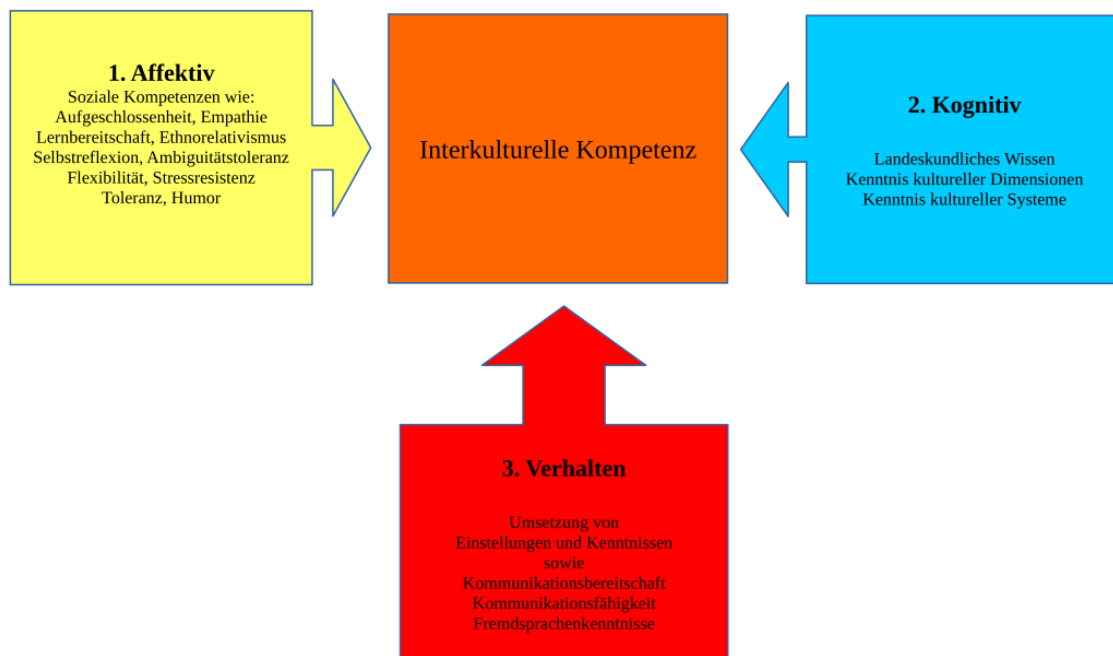 1. Affektiv
Soziale Kompetenzen wie:
Aufgeschlossenheit, Empathie
Lernbereitschaft, Ethnorelativismus
Selbstreflexion, Ambiguitätstoleranz
Flexibilität, Stressresistenz
Toleranz, Humor
Interkulturelle Kompetenz
2. Kognitiv
Landeskundliches Wissen
Kenntnis kultureller Dimensionen
Kenntnis kultureller Systeme
3. Verhalten
Umsetzung von
Einstellungen und Kenntnissen
sowie
Kommunikationsbereitschaft
Kommunikationsfähigkeit
Fremdsprachenkenntnisse